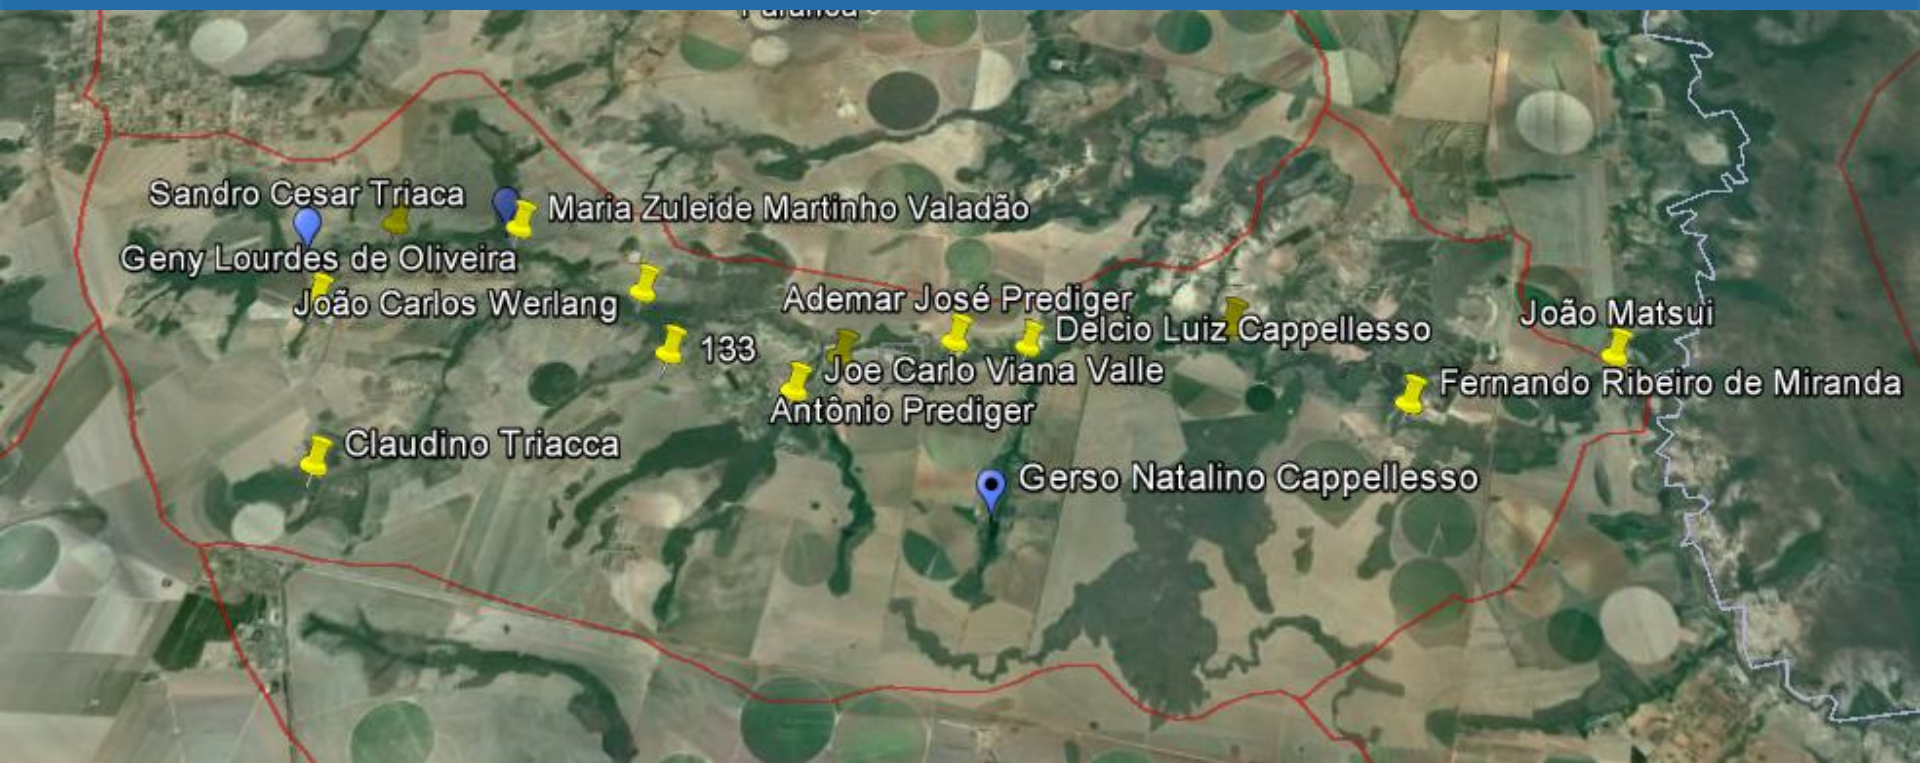 Sandro Cesar Triaca
Maria Zuleide Martinho Valadão
Geny Lourdes de Oliveira
João Carlos Werlang
Ademar José Prediger
João Matsui
Delcio Luiz Cappellesso
133
Joe Carlo Viana Valle
Fernando Ribeiro de Miranda
Antônio Prediger
Claudino Triacca
Gerso Natalino Cappellesso